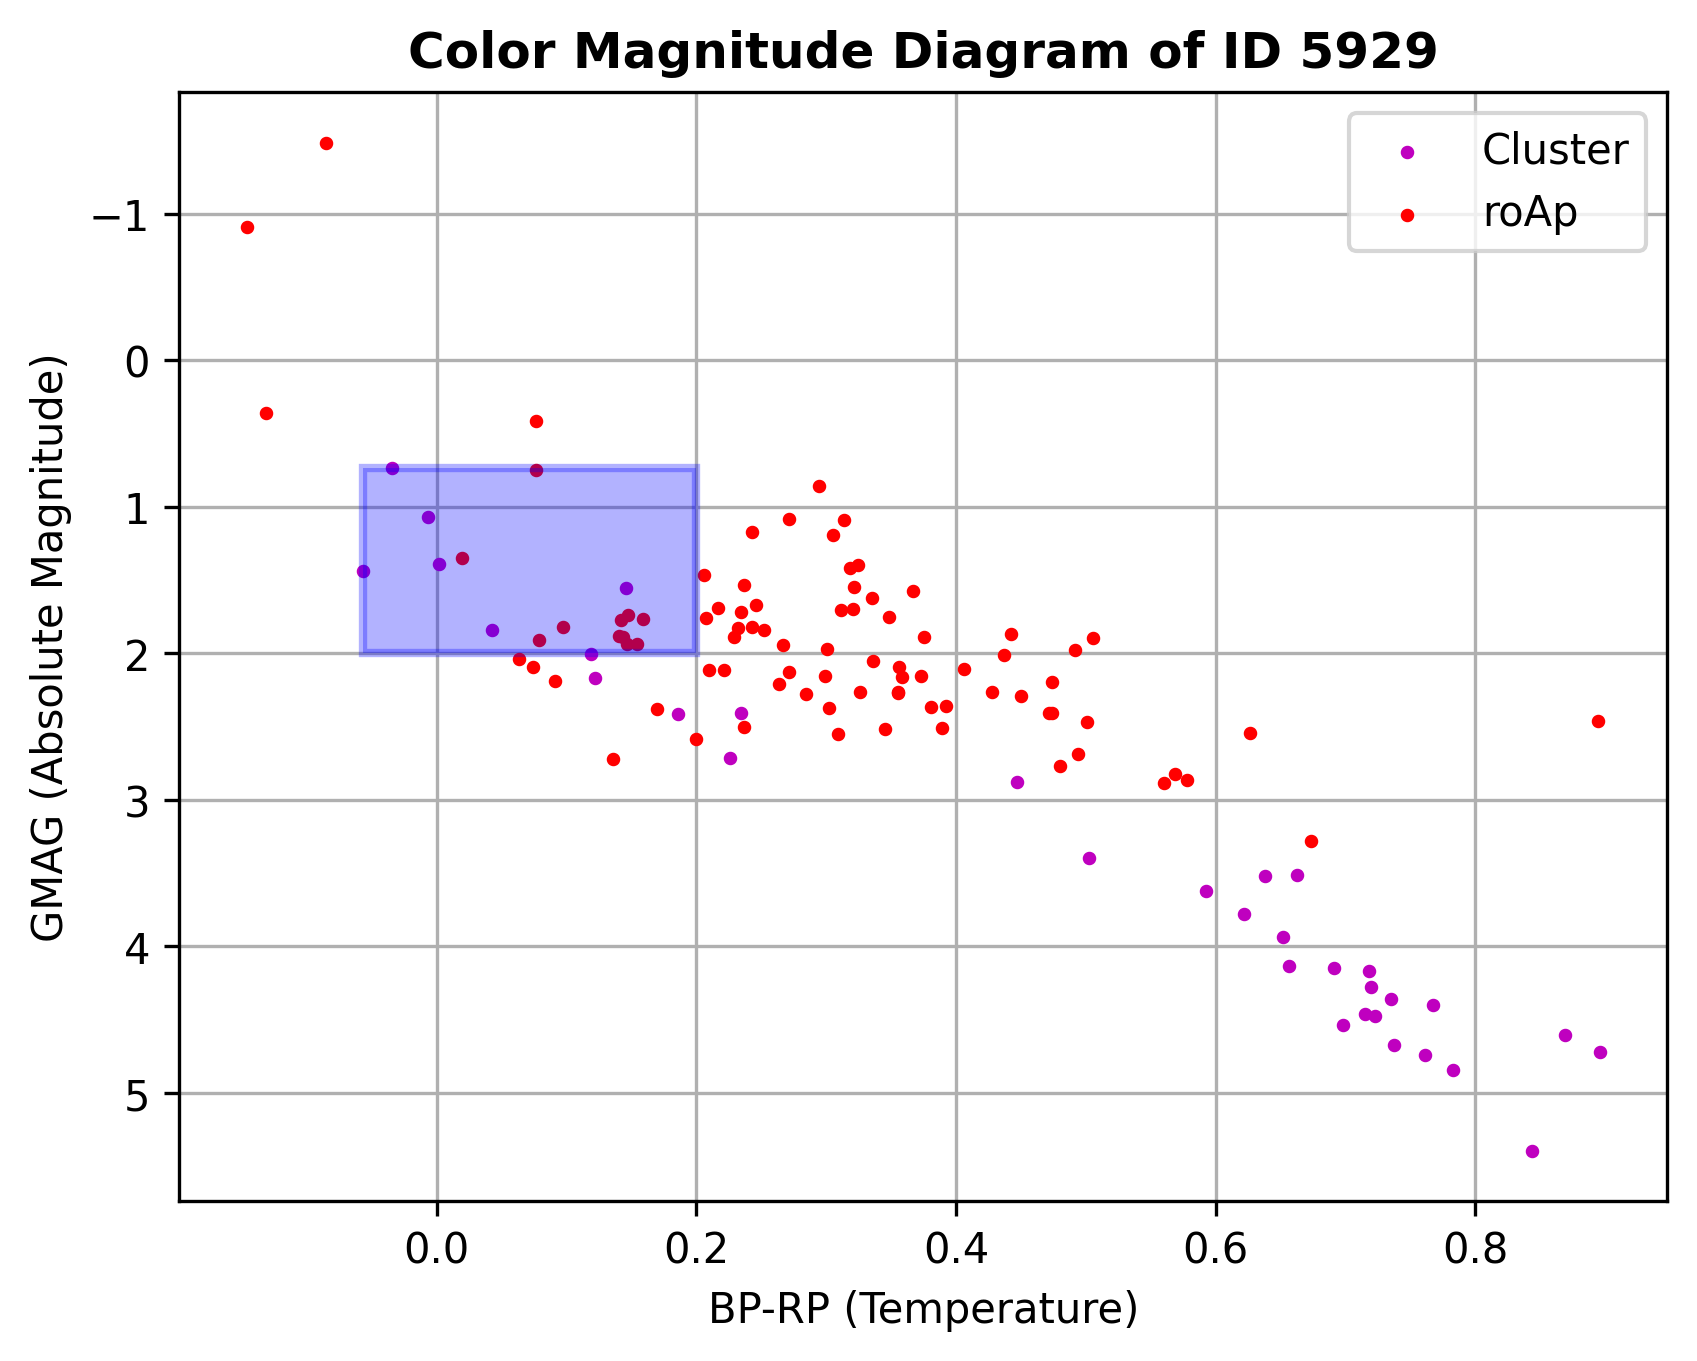 Color Magnitude Diagram of ID 5929
Cluster
roAp
GMAG (Absolute Magnitude)
−1
0
1
2
3
4
5
0.0 0.2 0.4 0.6 0.8
BP-RP (Temperature)